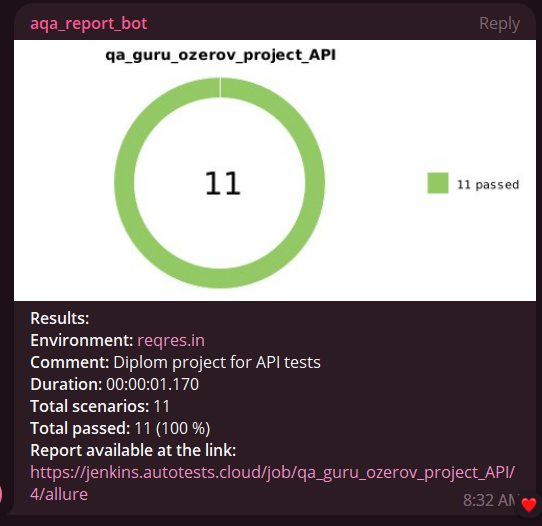 aqa_report_bot Reply
qa_guru_ozerov_project_API
11
11 passed
Results:
Environment: reqres.in
Comment: Diplom project for API tests
Duration: 00:00:01.170
Total scenarios: 11
Total passed: 11 (100 %)
Report available at the link:
https://jenkins.autotests.cloud/job/qa_guru_ozerov_project_API/
4/allure
8:32 AM